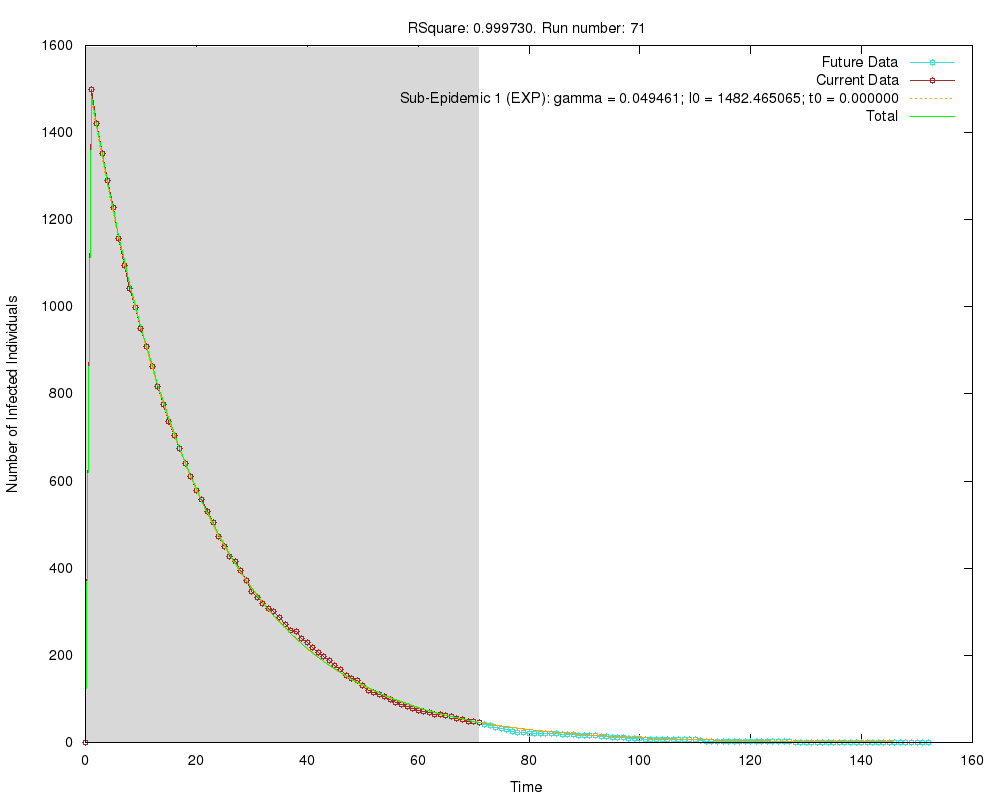 RSquare: 0.999730. Run number: 71
Future Data
Current Data
Sub-Epidemic 1 (EXP): gamma = 0.049461; I0 = 1482.465065; t0 = 0.000000
Total
1600
1400
1200
1000
800
600
400
200
0
Number of Infected Individuals
0 20 40 60 80 100 120 140 160
Time